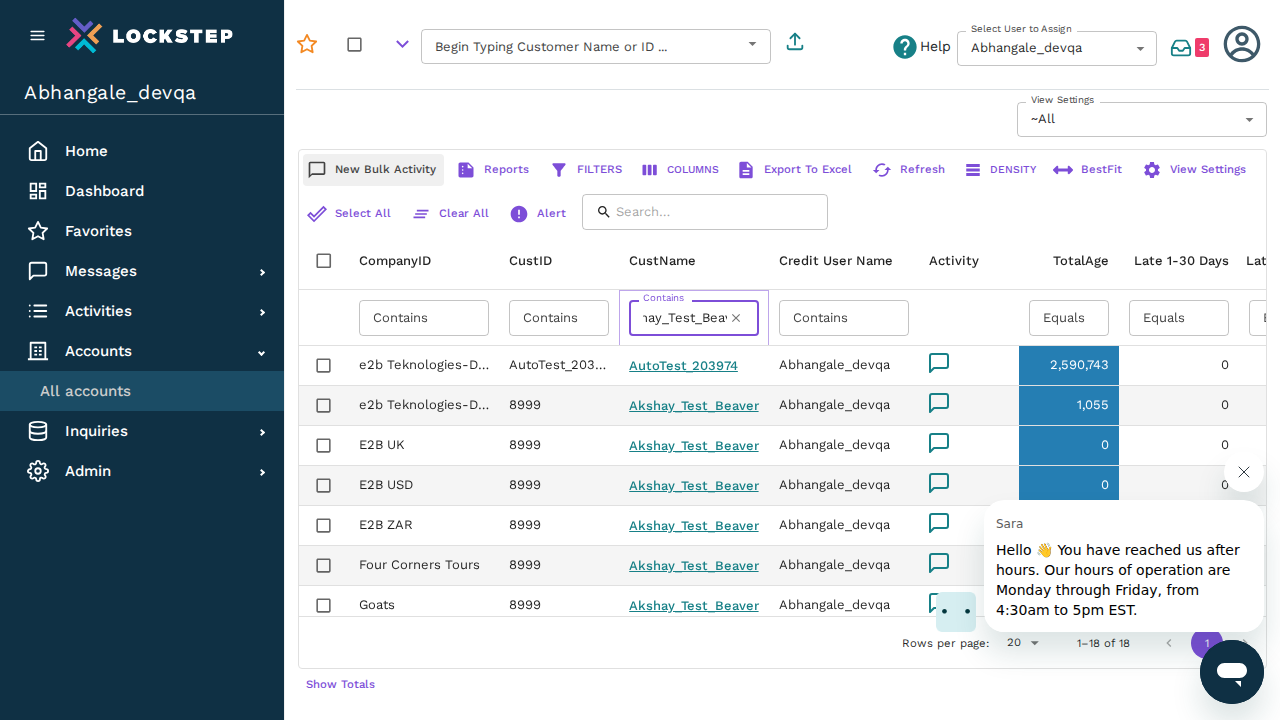 LOCKSTEP
Begin Typing Customer Name or ID ...
Help
Select User to Assign
Abhangale_devqa
3
Abhangale_devqa
View Settings
~All
Home
Dashboard
Favorites
Messages
Activities
Accounts
All accounts
Inquiries
Admin
New Bulk Activity
Reports
FILTERS
COLUMNS
Export To Excel
Refresh
DENSITY
BestFit
View Settings
Select All
Clear All
Alert
Search...
CompanyID CustID CustName Credit User Name Activity TotalAge Late 1-30 Days Lat
Contains
Contains Contains hay_Test_Beav Contains Equals Equals
e2b Teknologies-D... AutoTest_203... AutoTest_203974 Abhangale_devqa 2,590,743 0
e2b Teknologies-D... 8999 Akshay_Test_Beaver Abhangale_devqa 1,055 0
E2B UK 8999 Akshay_Test_Beaver Abhangale_devqa 0 0
E2B USD 8999 Akshay_Test_Beaver Abhangale_devqa 0 0
E2B ZAR 8999 Akshay_Test_Beaver Abhangale_devqa
Four Corners Tours 8999 Akshay_Test_Beaver Abhangale_devqa
Goats 8999 Akshay_Test_Beaver Abhangale_devqa
Sara
Hello 👋 You have reached us after
hours. Our hours of operation are
Monday through Friday, from
4:30am to 5pm EST.
Rows per page: 20 1–18 of 18 1
Show Totals